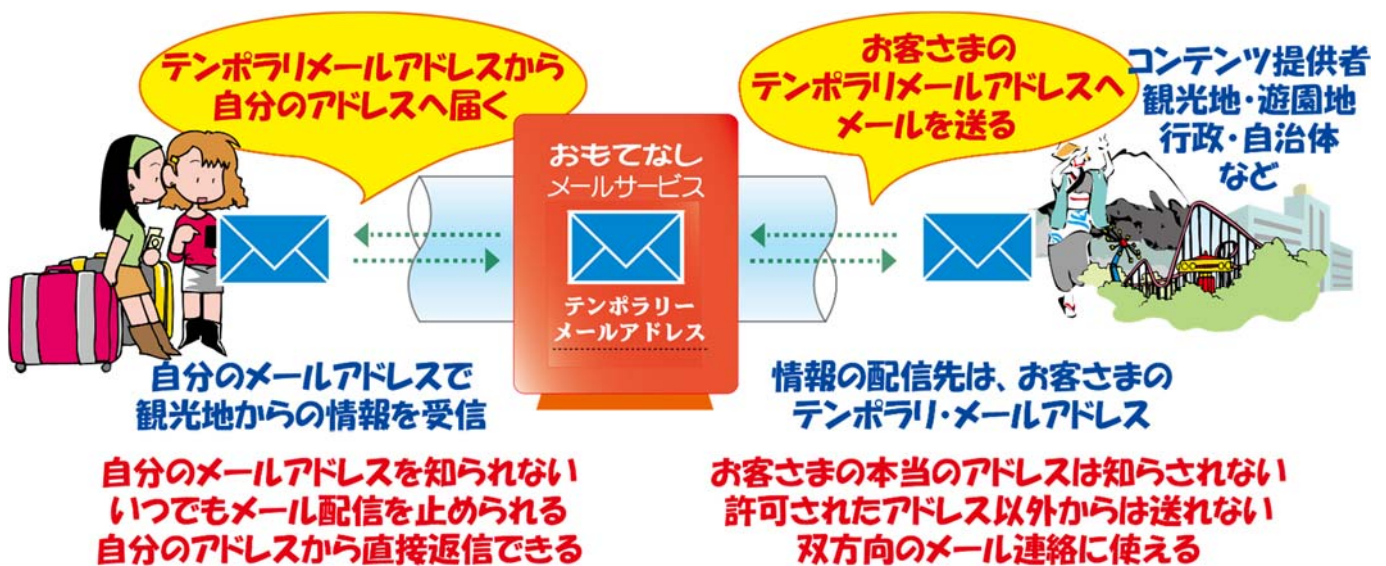 テンポラリメールアドレスから
自分のアドレスへ届く
お客さまの
テンポラリメールアドレスへ
メールを送る
コンテンツ提供者
観光地・遊園地
行政・自治体
など
おもてなし
メールサービス
テンポラリー
メールアドレス
自分のメールアドレスで
観光地からの情報を受信
情報の配信先は、お客さまの
テンポラリ・メールアドレス
自分のメールアドレスを知られない
いつでもメール配信を止められる
自分のアドレスから直接返信できる
お客さまの本当のアドレスは知らされない
許可されたアドレス以外からは送れない
双方向のメール連絡に使える